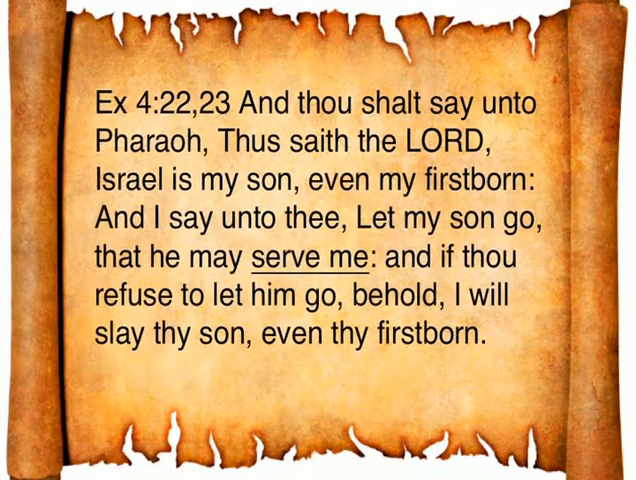 Ex 4:22,23 And thou shalt say unto
Pharaoh, Thus saith the LORD,
Israel is my son, even my firstborn:
And I say unto thee, Let my son go,
that he may serve me: and if thou
refuse to let him go, behold, I will
slay thy son, even thy firstborn.